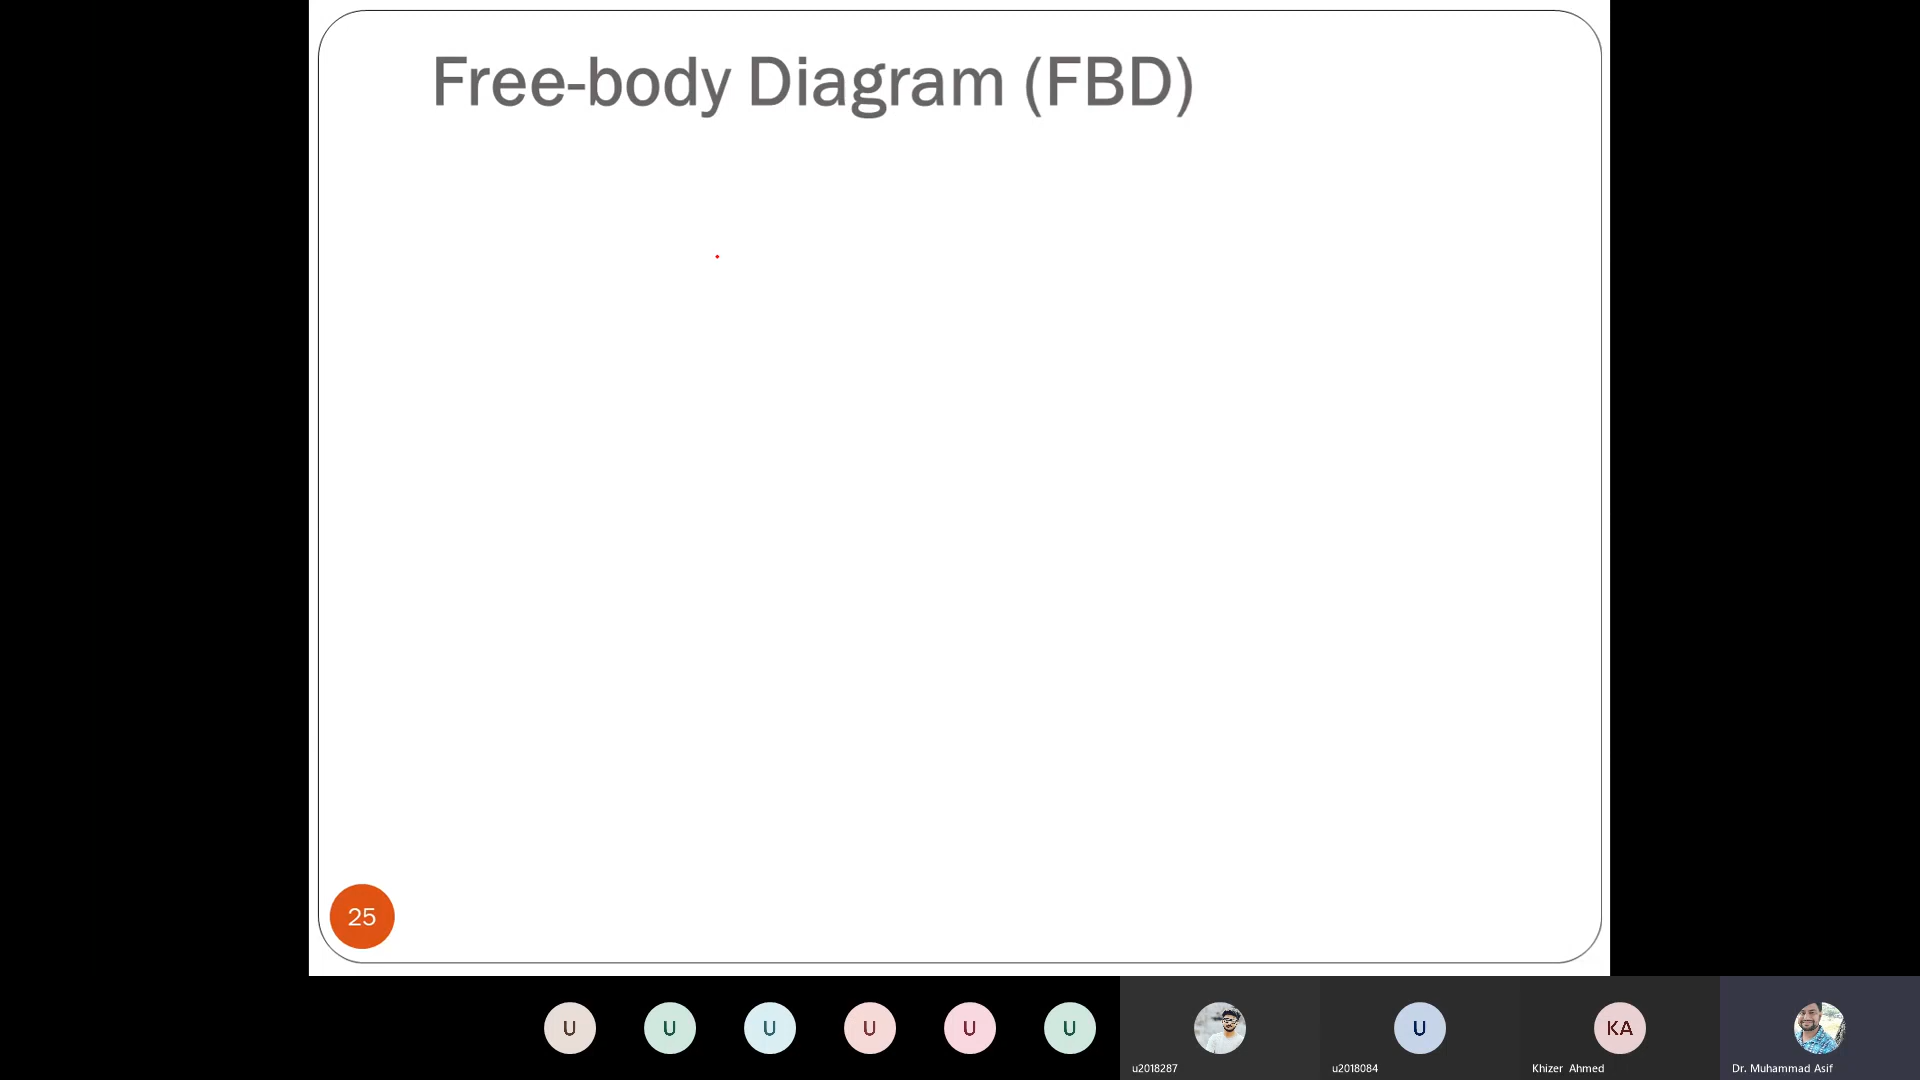 Free-body Diagram (FBD)
25
U
U
U
U
U
U
U
KA
u2018287
u2018084
Khizer Ahmed
Dr. Muhammad Asif